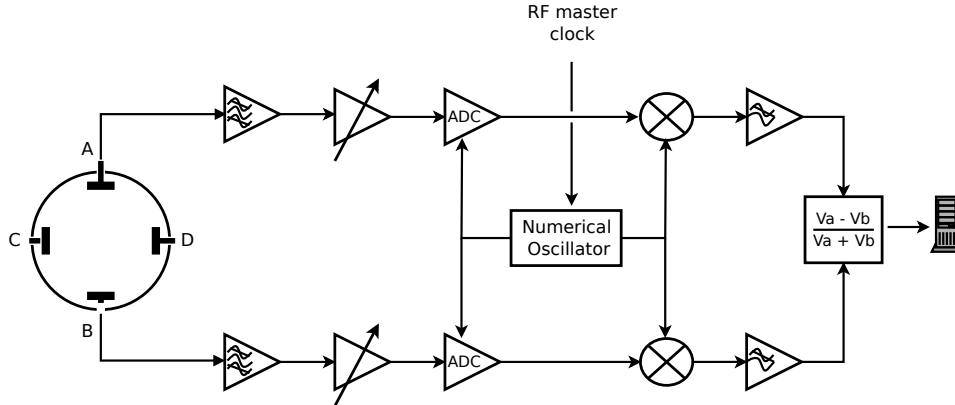 RF master
clock
A
ADC
C
D
Numerical
Oscillator
Va - Vb
Va + Vb
B
ADC